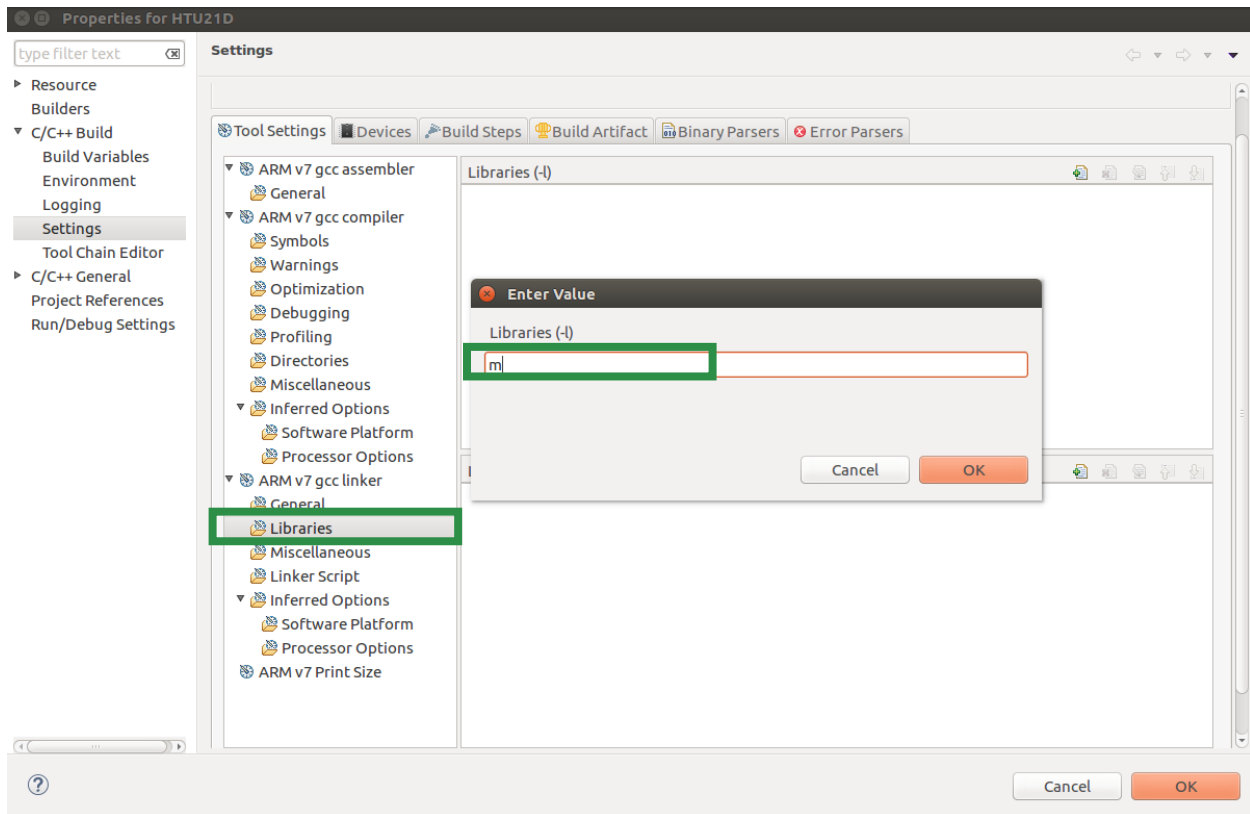 Properties for HTU21D
type filter text
Settings
Resource
Builders
C/C++ Build
Build Variables
Environment
Logging
Settings
Tool Chain Editor
C/C++ General
Project References
Run/Debug Settings
Tool Settings Devices Build Steps Build Artifact Binary Parsers Error Parsers
ARM v7 gcc assembler
General
ARM v7 gcc compiler
Symbols
Warnings
Optimization
Debugging
Profiling
Directories
Miscellaneous
Inferred Options
Software Platform
Processor Options
ARM v7 gcc linker
General
Libraries
Miscellaneous
Linker Script
Inferred Options
Software Platform
Processor Options
ARM v7 Print Size
Libraries (-l)
Enter Value
Libraries (-l)
m
Cancel OK
Cancel OK